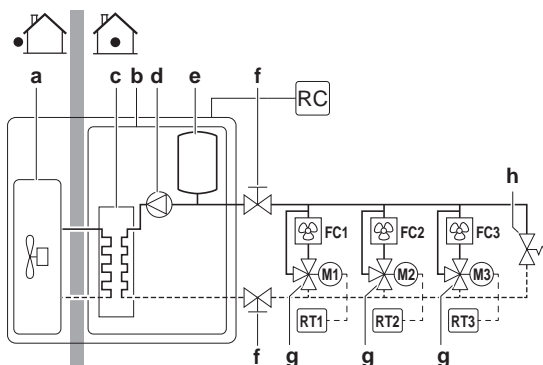 a c b d e f
RC
h
FC1 FC2 FC3
M1 M2 M3
RT1 RT2 RT3
f g g g